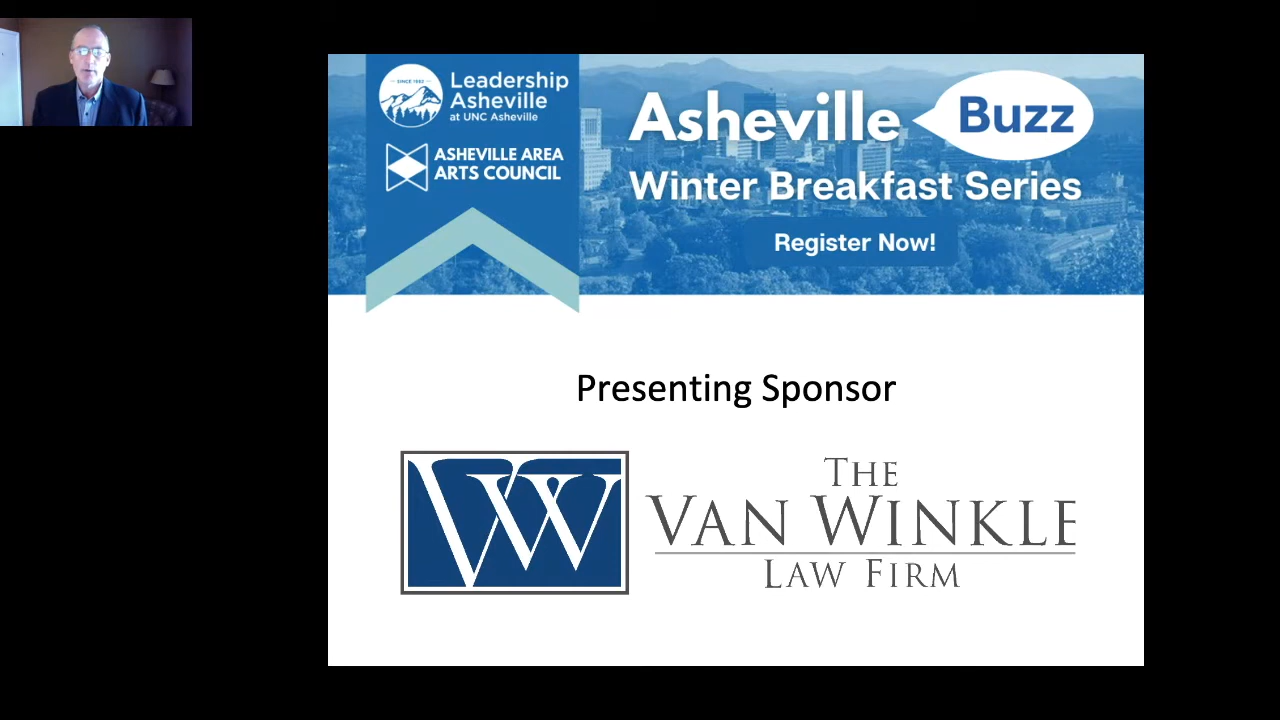 SINCE 1982
Leadership
Asheville
at UNC Asheville
ASHEVILLE AREA
ARTS COUNCIL
Asheville Buzz
Winter Breakfast Series
Register Now!
Presenting Sponsor
VW
THE
VAN WINKLE
LAW FIRM